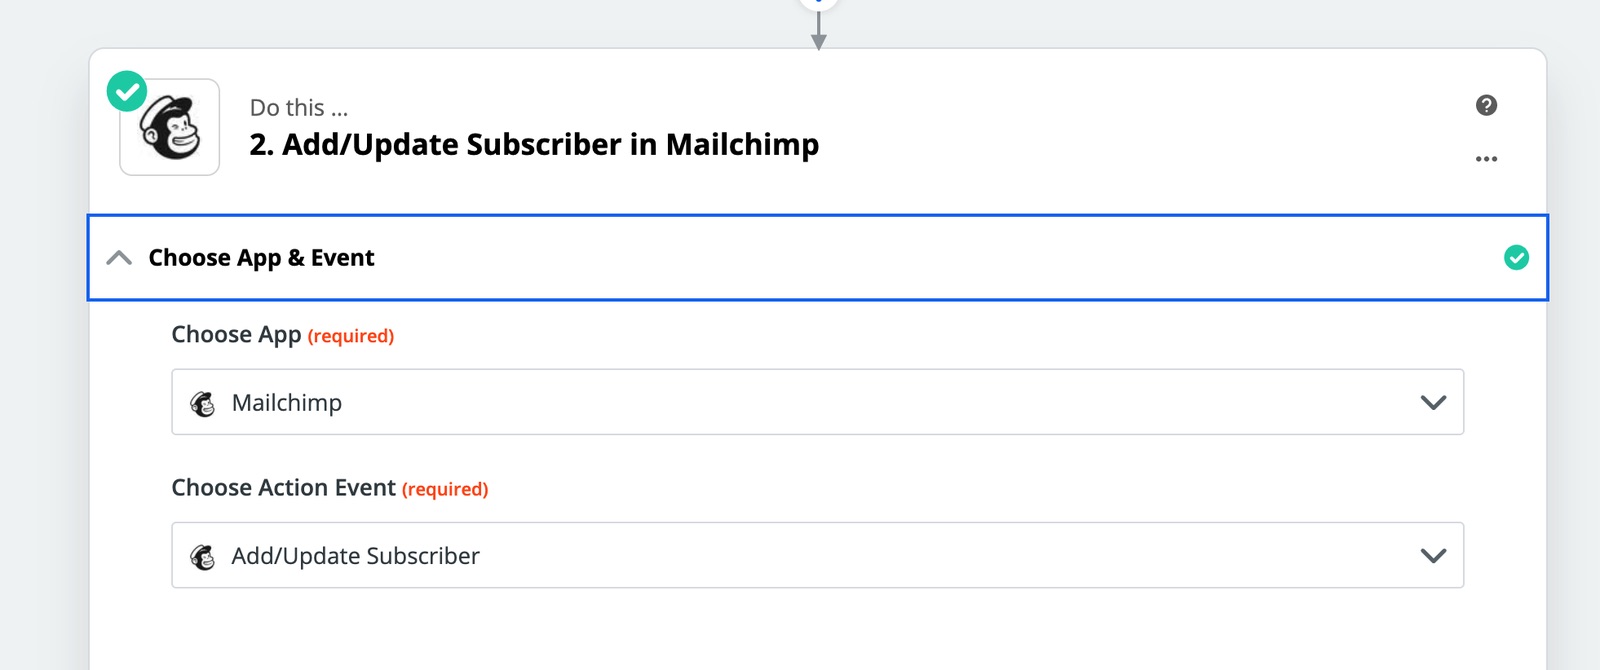 Do this ...
2. Add/Update Subscriber in Mailchimp
Choose App & Event
Choose App (required)
Mailchimp
Choose Action Event (required)
Add/Update Subscriber